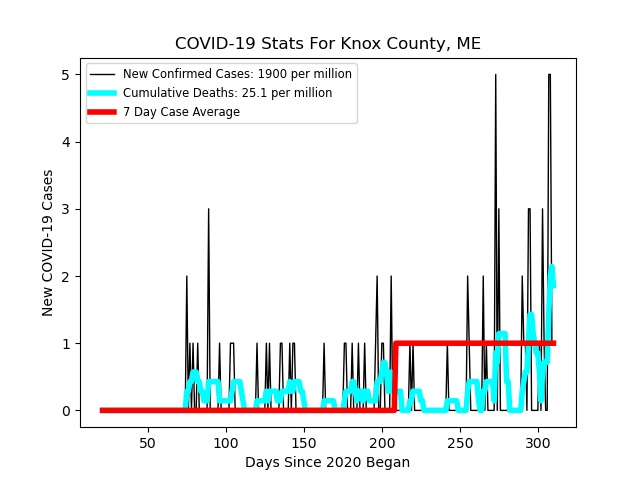 COVID-19 Stats For Knox County, ME
New Confirmed Cases: 1900 per million
Cumulative Deaths: 25.1 per million
7 Day Case Average
New COVID-19 Cases
5
4
3
2
1
0
50 100 150 200 250 300
Days Since 2020 Began